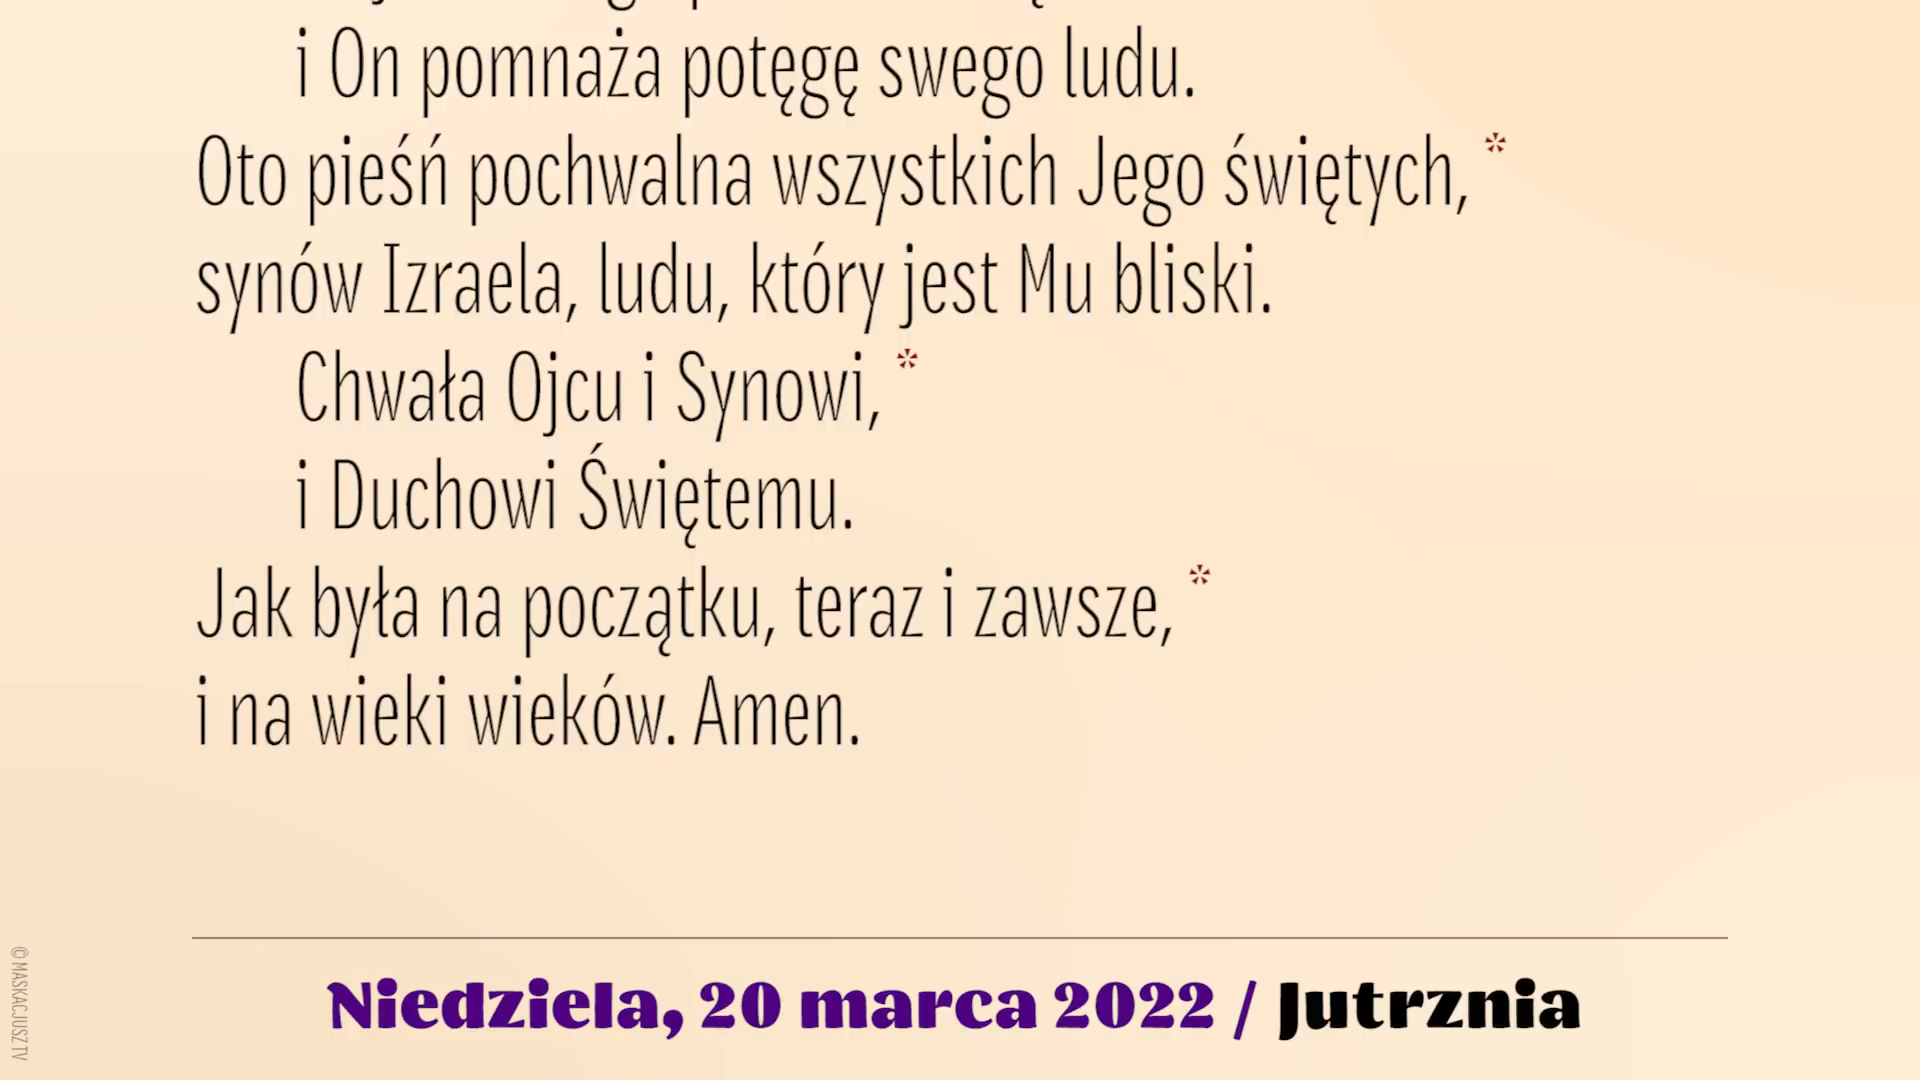 i On pomnaża potęgę swego ludu.
Oto pieśń pochwalna wszystkich Jego świętych, *
synów Izraela, ludu, który jest Mu bliski.
Chwała Ojcu i Synowi, *
i Duchowi Świętemu.
Jak była na początku, teraz i zawsze, *
i na wieki wieków. Amen.
Niedziela, 20 marca 2022 / Jutrznia
© MASKACJUSZ TV